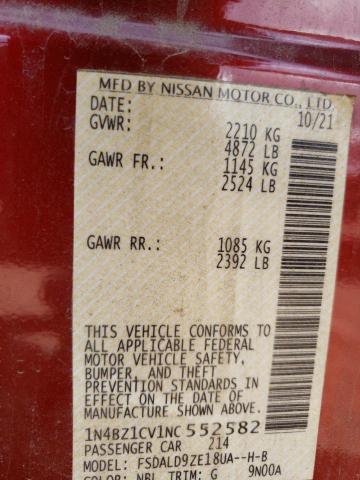 MFD BY NISSAN MOTOR CO., LTD.
DATE: 10/21
GVWR: 2210 KG
4872 LB
GAWR FR.: 1145 KG
2524 LB
GAWR RR.: 1085 KG
2392 LB
THIS VEHICLE CONFORMS TO
ALL APPLICABLE FEDERAL
MOTOR VEHICLE SAFETY,
BUMPER, AND THEFT
PREVENTION STANDARDS IN
EFFECT ON THE DATE OF
MANUFACTURE SHOWN ABOVE.
1N4BZ1CV1NC552582
PASSENGER CAR 214
MODEL: FSDALD9ZE18UA--H-B
COLOR: NBL TRIM: G 9N00A